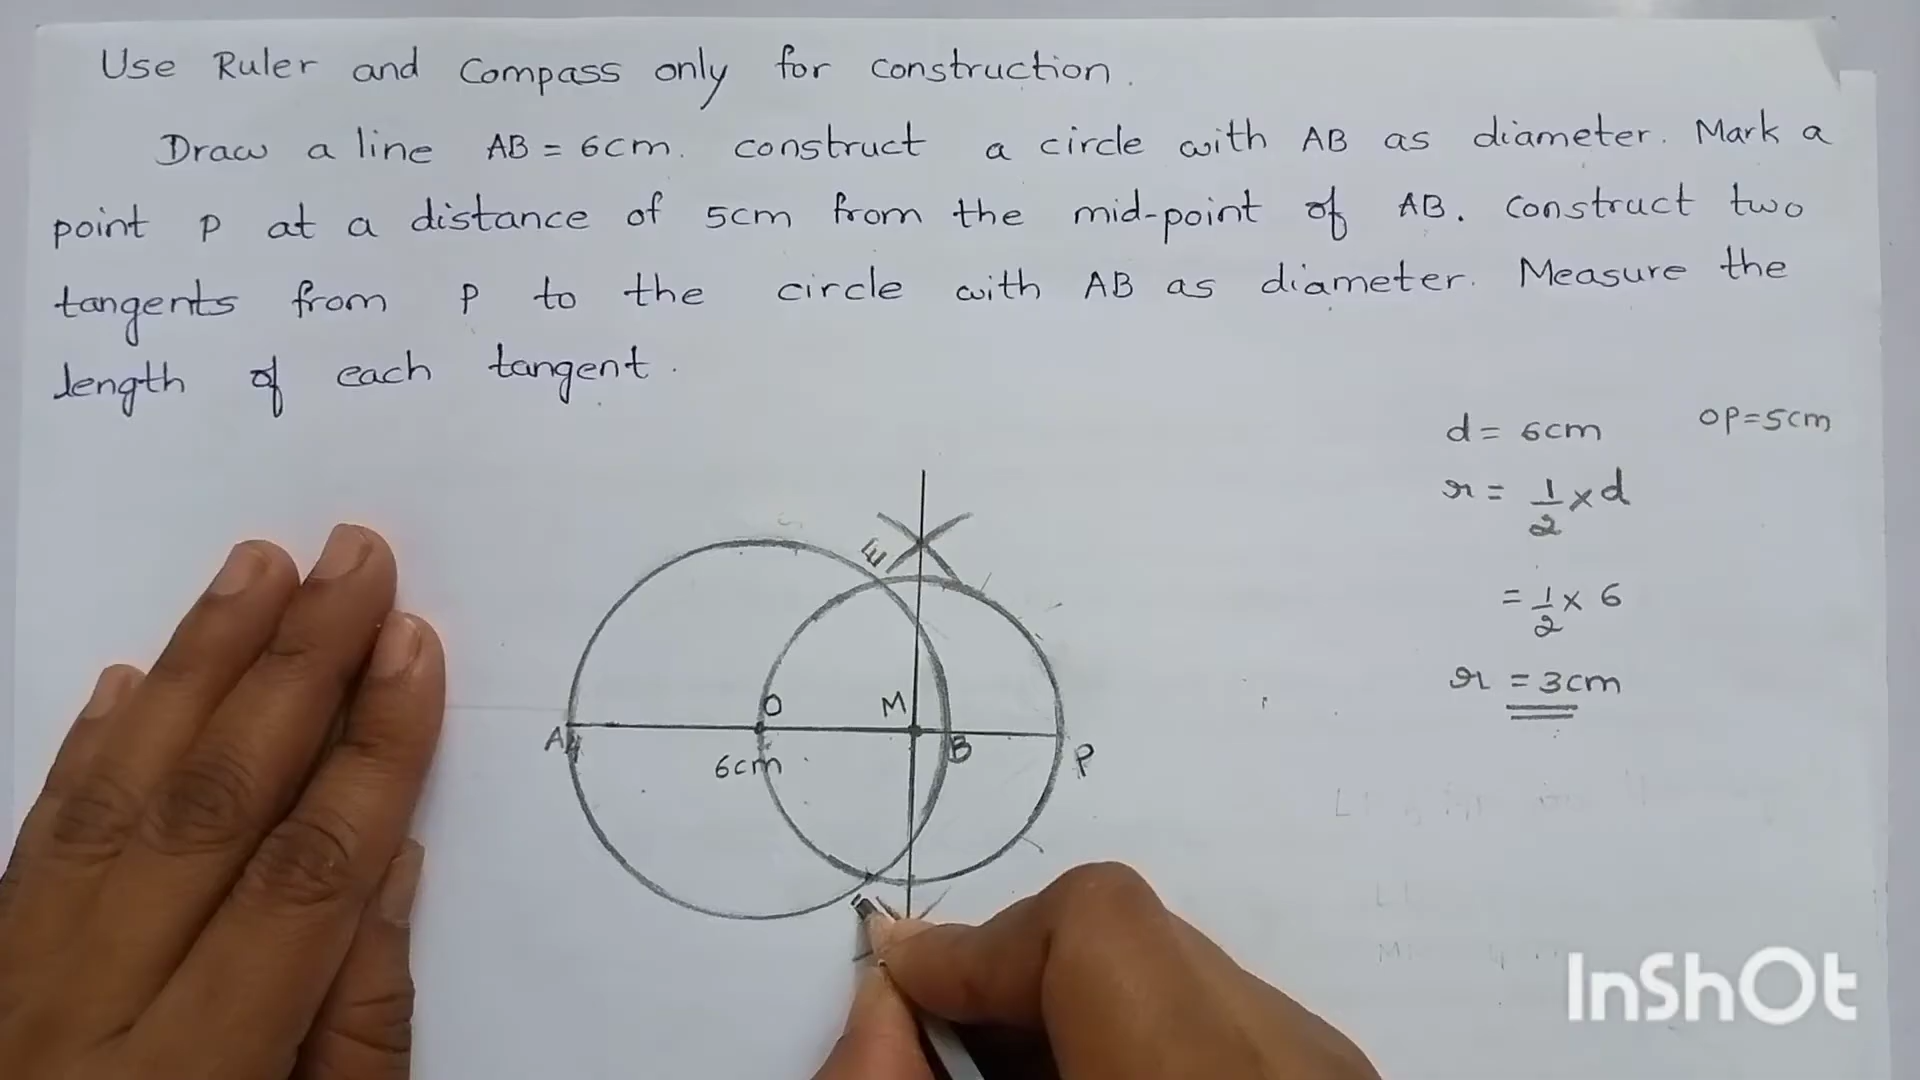 Use Ruler and Compass only for construction.
Draw a line AB = 6cm. construct a circle with AB as diameter. Mark a
point P at a distance of 5cm from the mid-point of AB. construct two
tangents from P to the circle with AB as diameter. Measure the
length of each tangent.
d = 6cm OP=5cm
r = 1/2 x d
= 1/2 x 6
r = 3cm
E
O M
A B P
6cm
InShOt